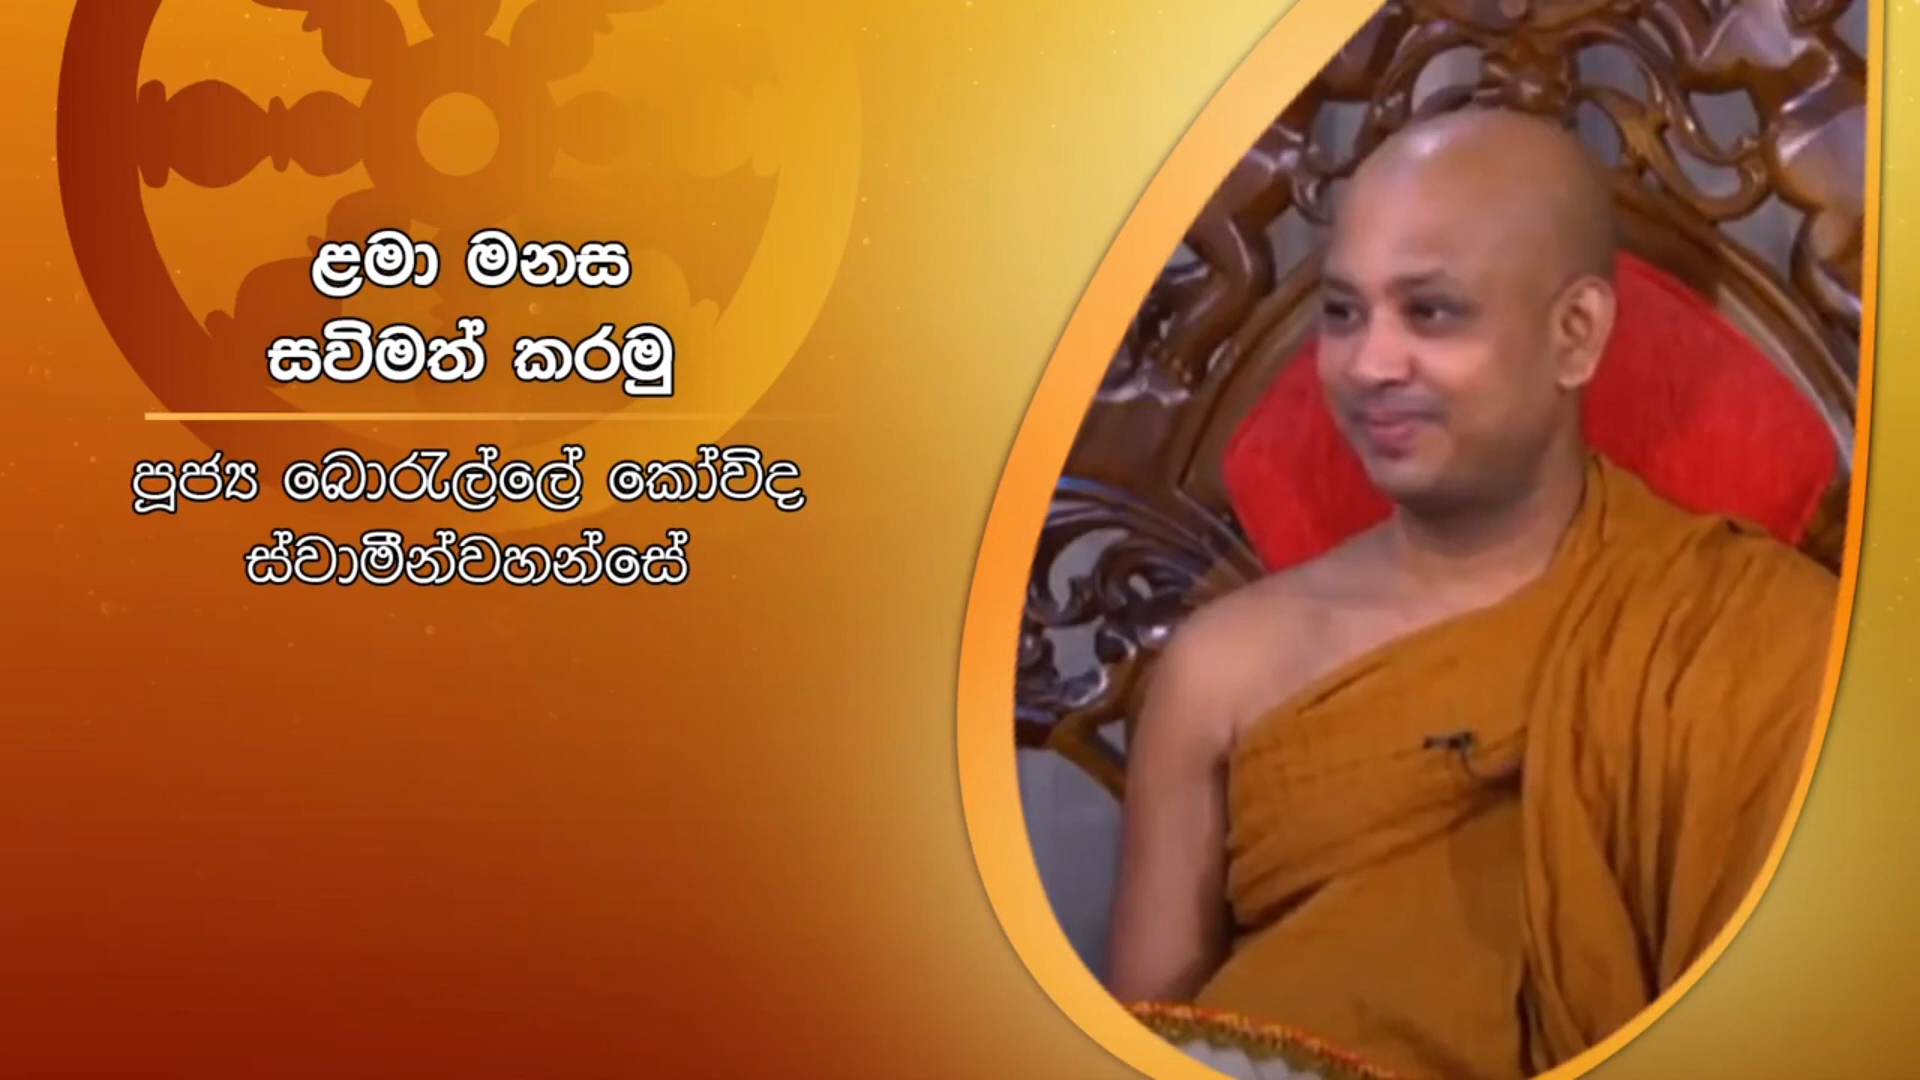 ළමා මනස
සවිමත් කරමු
පූජ්‍ය බොරැල්ලේ කෝවිද
ස්වාමීන්වහන්සේ